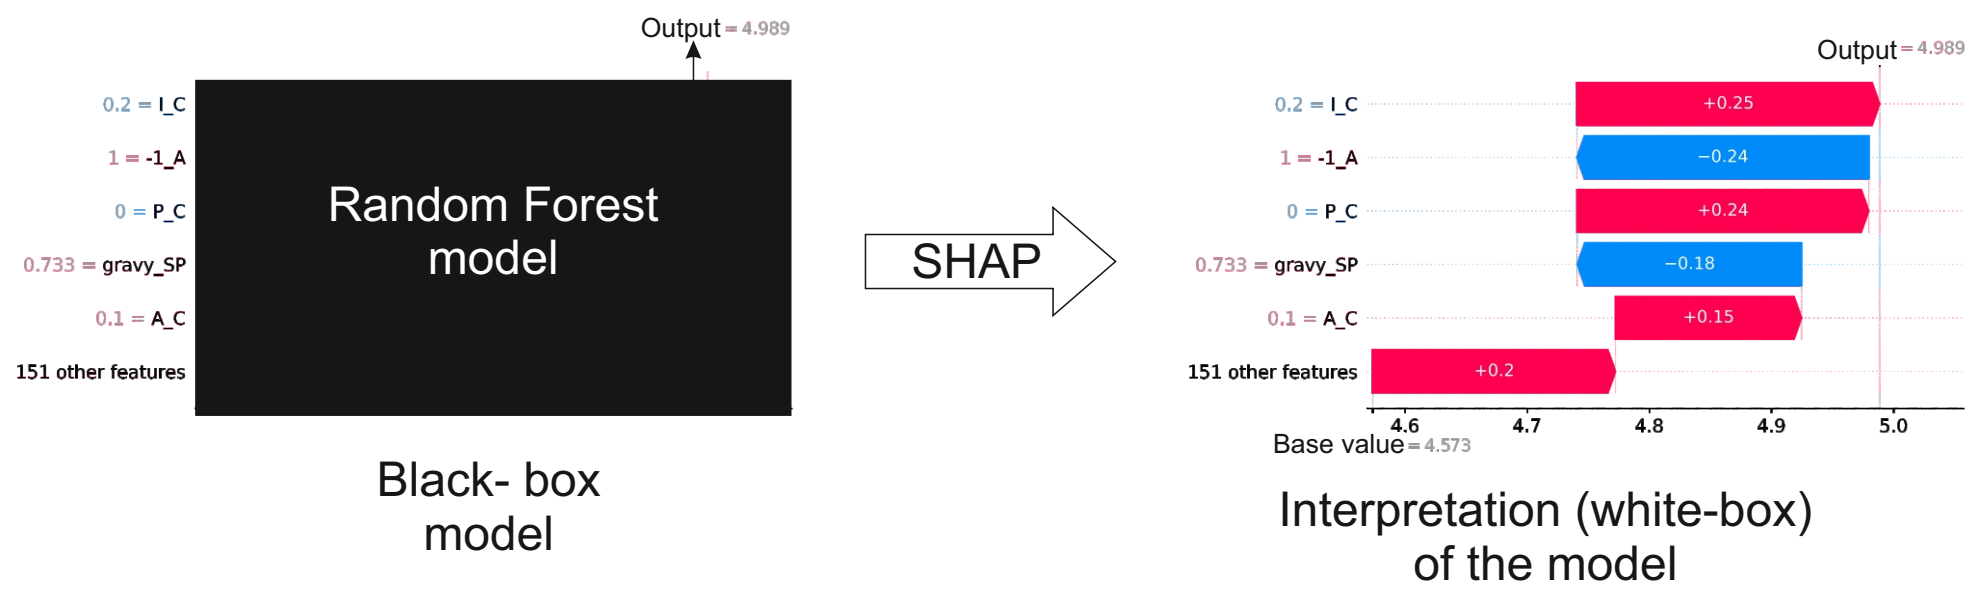 Output = 4.989
0.2 = I_C
1 = -1_A
0 = P_C
0.733 = gravy_SP
0.1 = A_C
151 other features
Random Forest
model
Black- box
model
SHAP
Output = 4.989
0.2 = I_C
+0.25
1 = -1_A
−0.24
0 = P_C
+0.24
0.733 = gravy_SP
−0.18
0.1 = A_C
+0.15
151 other features
+0.2
4.6 4.7 4.8 4.9 5.0
Base value = 4.573
Interpretation (white-box)
of the model